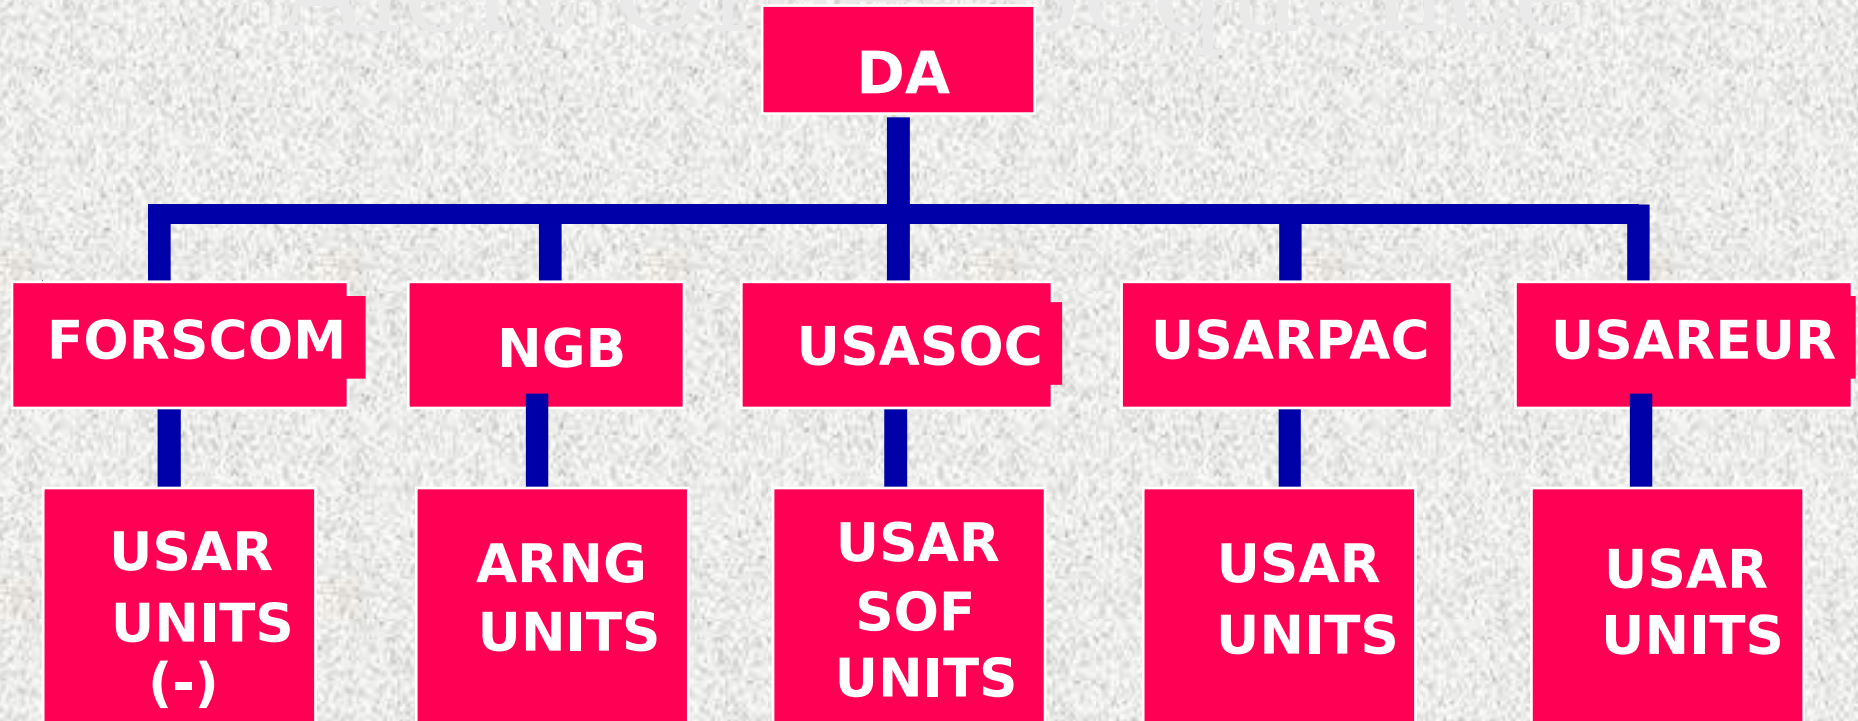 DA
FORSCOM
NGB
USASOC
USARPAC
USAREUR
USAR
UNITS
(-)
ARNG
UNITS
USAR
SOF
UNITS
USAR
UNITS
USAR
UNITS